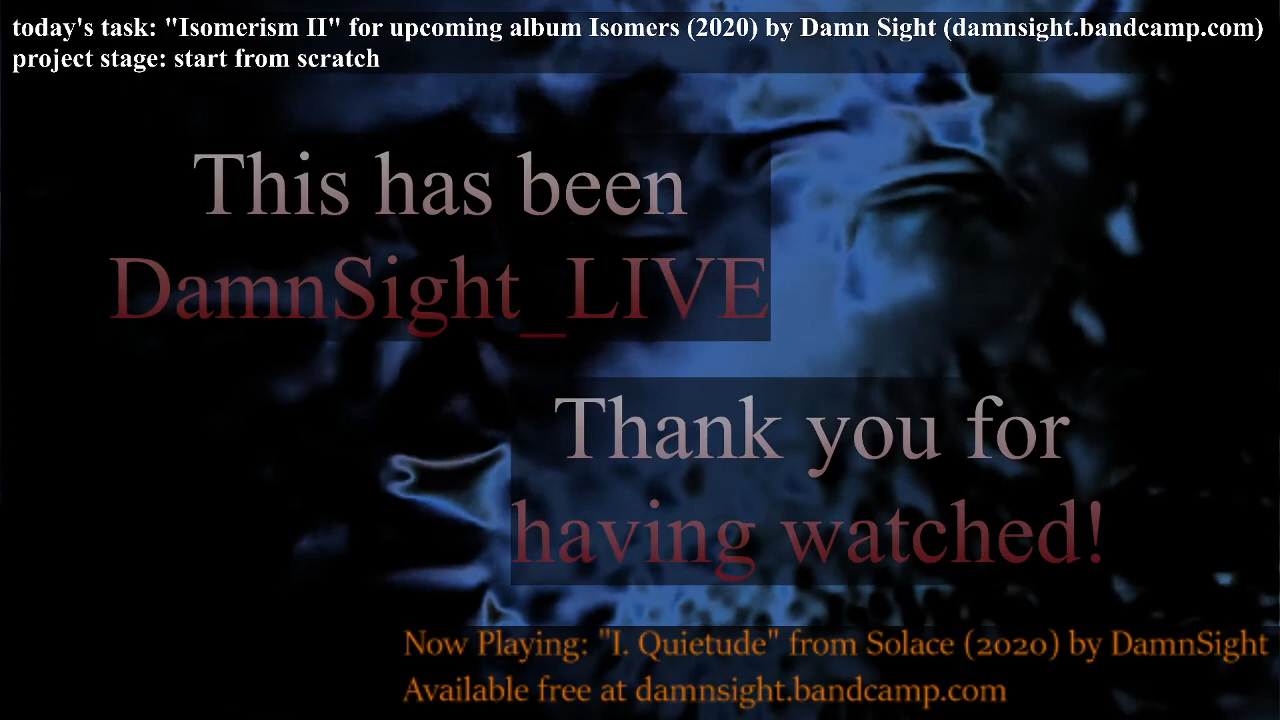 today's task: "Isomerism II" for upcoming album Isomers (2020) by Damn Sight (damnsight.bandcamp.com)
project stage: start from scratch
This has been
DamnSight_LIVE
Thank you for
having watched!
Now Playing: "I. Quietude" from Solace (2020) by DamnSight
Available free at damnsight.bandcamp.com